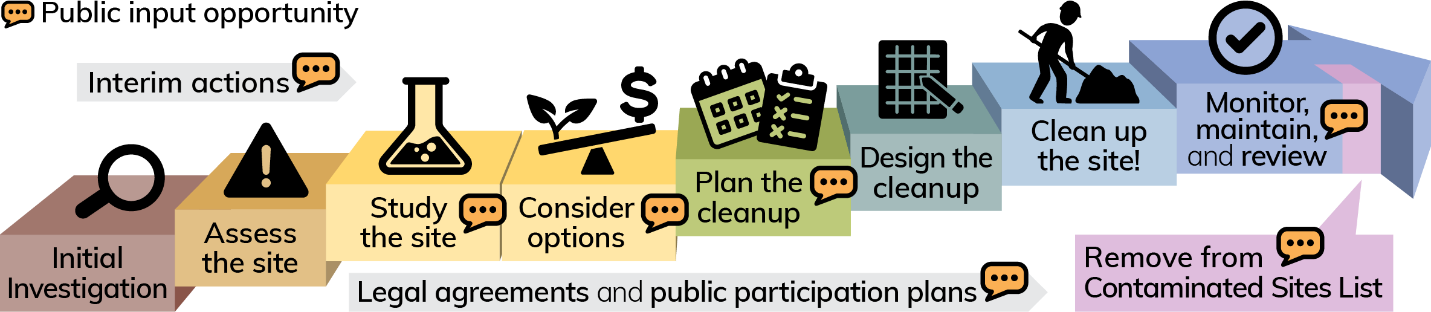 Public input opportunity
Interim actions
Initial
Investigation
Assess
the site
Study
the site
Consider
options
Plan the
cleanup
Design the
cleanup
Clean up
the site!
Monitor,
maintain,
and review
Legal agreements and public participation plans
Remove from
Contaminated Sites List